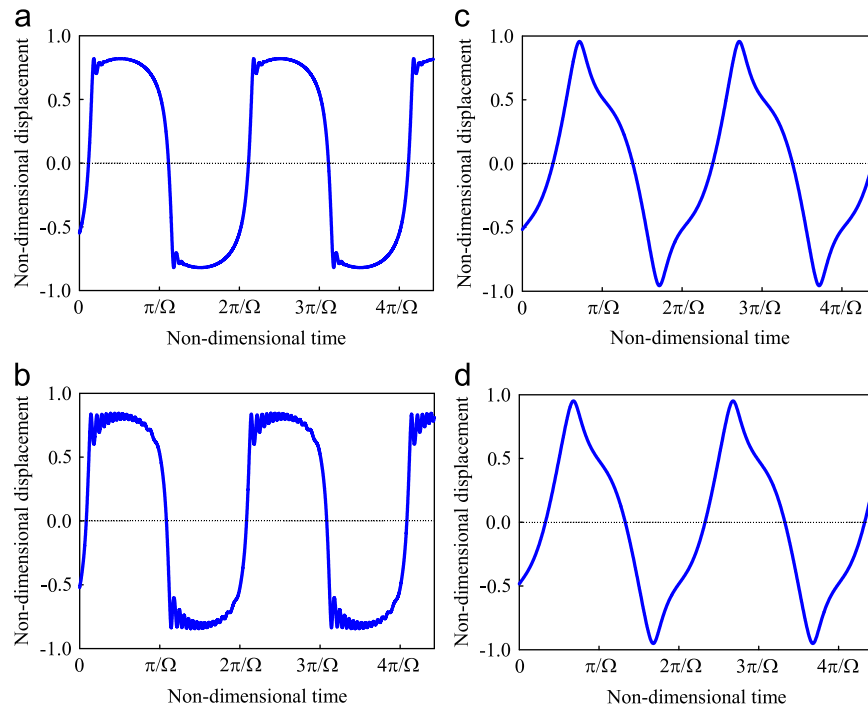 a
1.0
0.5
0.0
-0.5
-1.0
Non-dimensional displacement
0 π/Ω 2π/Ω 3π/Ω 4π/Ω
Non-dimensional time
b
1.0
0.5
0.0
-0.5
-1.0
Non-dimensional displacement
0 π/Ω 2π/Ω 3π/Ω 4π/Ω
Non-dimensional time
c
1.0
0.5
0.0
-0.5
-1.0
Non-dimensional displacement
0 π/Ω 2π/Ω 3π/Ω 4π/Ω
Non-dimensional time
d
1.0
0.5
0.0
-0.5
-1.0
Non-dimensional displacement
0 π/Ω 2π/Ω 3π/Ω 4π/Ω
Non-dimensional time